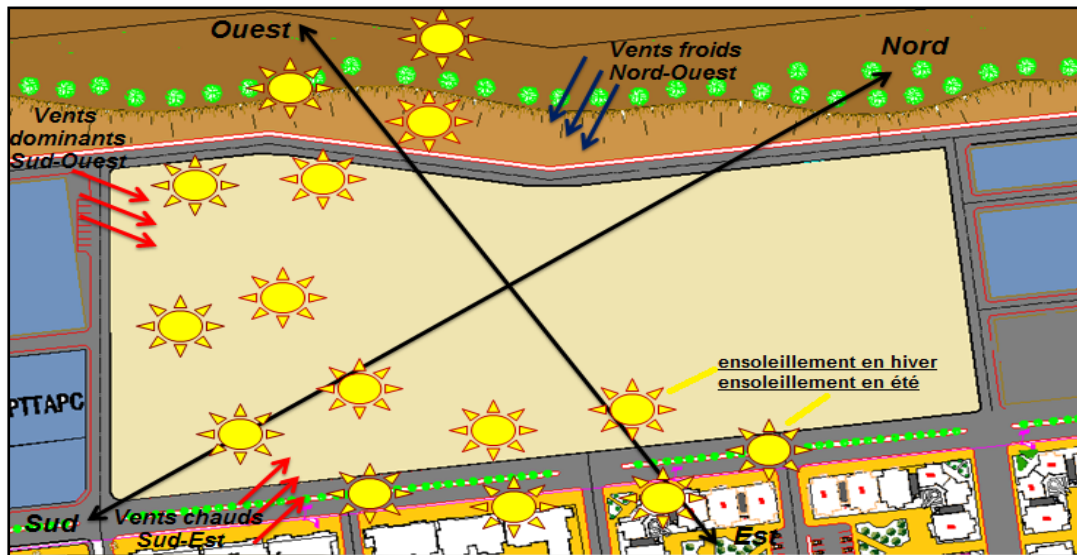 Ouest
Vents froids
Nord-Ouest
Nord
Vents
dominants
Sud-Ouest
ensoleillement en hiver
ensoleillement en été
PTTAPC
Sud
Vents chauds
Sud-Est
Est